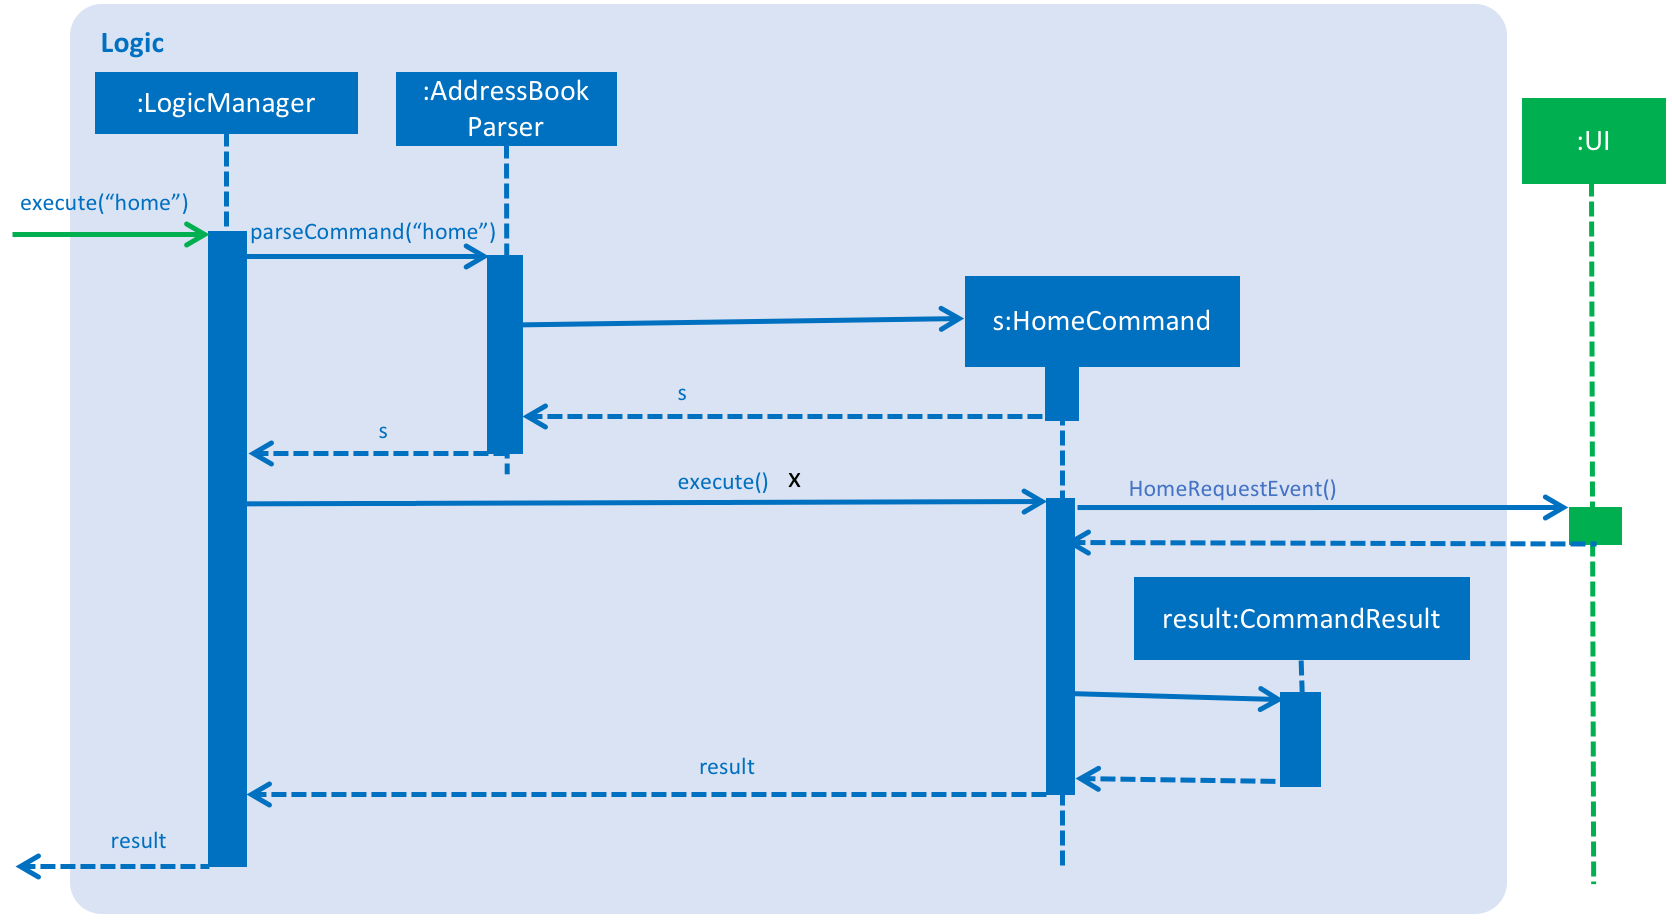 Logic
:LogicManager
:AddressBook
Parser
:UI
execute(“home”)
parseCommand(“home”)
s:HomeCommand
s
s
execute() X
HomeRequestEvent()
result:CommandResult
result
result